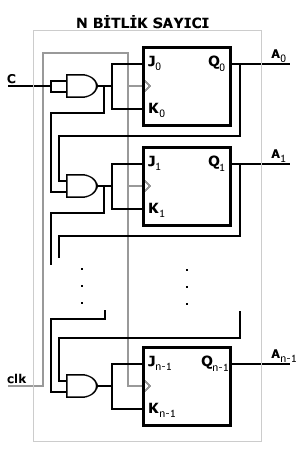 N BİTLİK SAYICI
J0 Q0 A0
C
K0
J1 Q1 A1
K1
Jn-1 Qn-1 An-1
clk
Kn-1